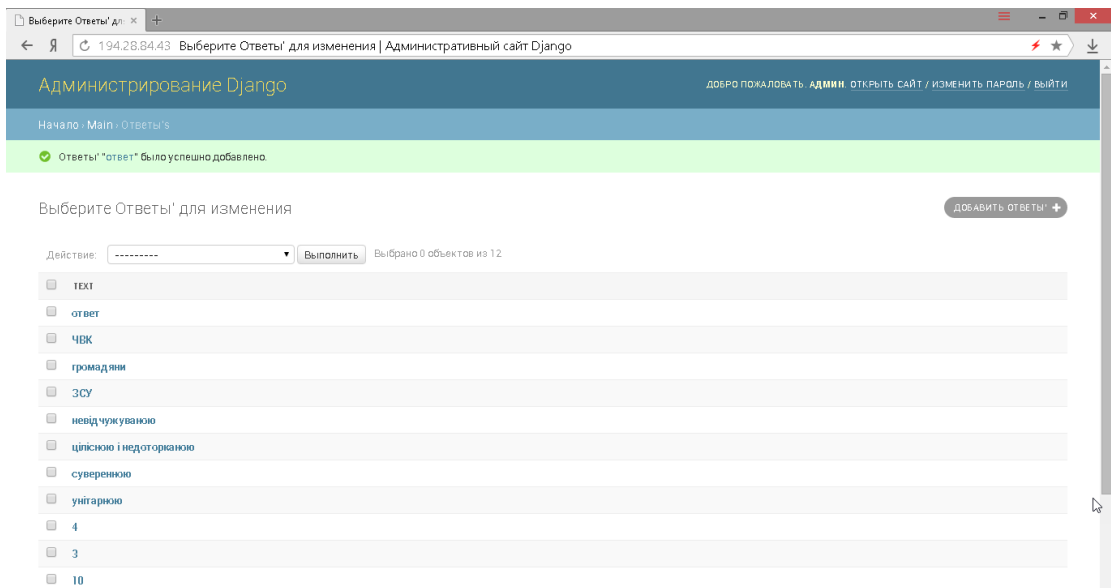 Выберите Ответы' дл
Я 194.28.84.43 Выберите Ответы' для изменения | Административный сайт Django
Администрирование Django
ДОБРО ПОЖАЛОВАТЬ, АДМИН. ОТКРЫТЬ САЙТ / ИЗМЕНИТЬ ПАРОЛЬ / ВЫЙТИ
Начало › Main › Ответы's
Ответы' "ответ" было успешно добавлено.
Выберите Ответы' для изменения
ДОБАВИТЬ ОТВЕТЫ' +
Действие: --------- Выполнить Выбрано 0 объектов из 12
TEXT
ответ
ЧВК
громадяни
ЗСУ
невідчужуваною
цілісною і недоторканою
суверенною
унітарною
4
3
10